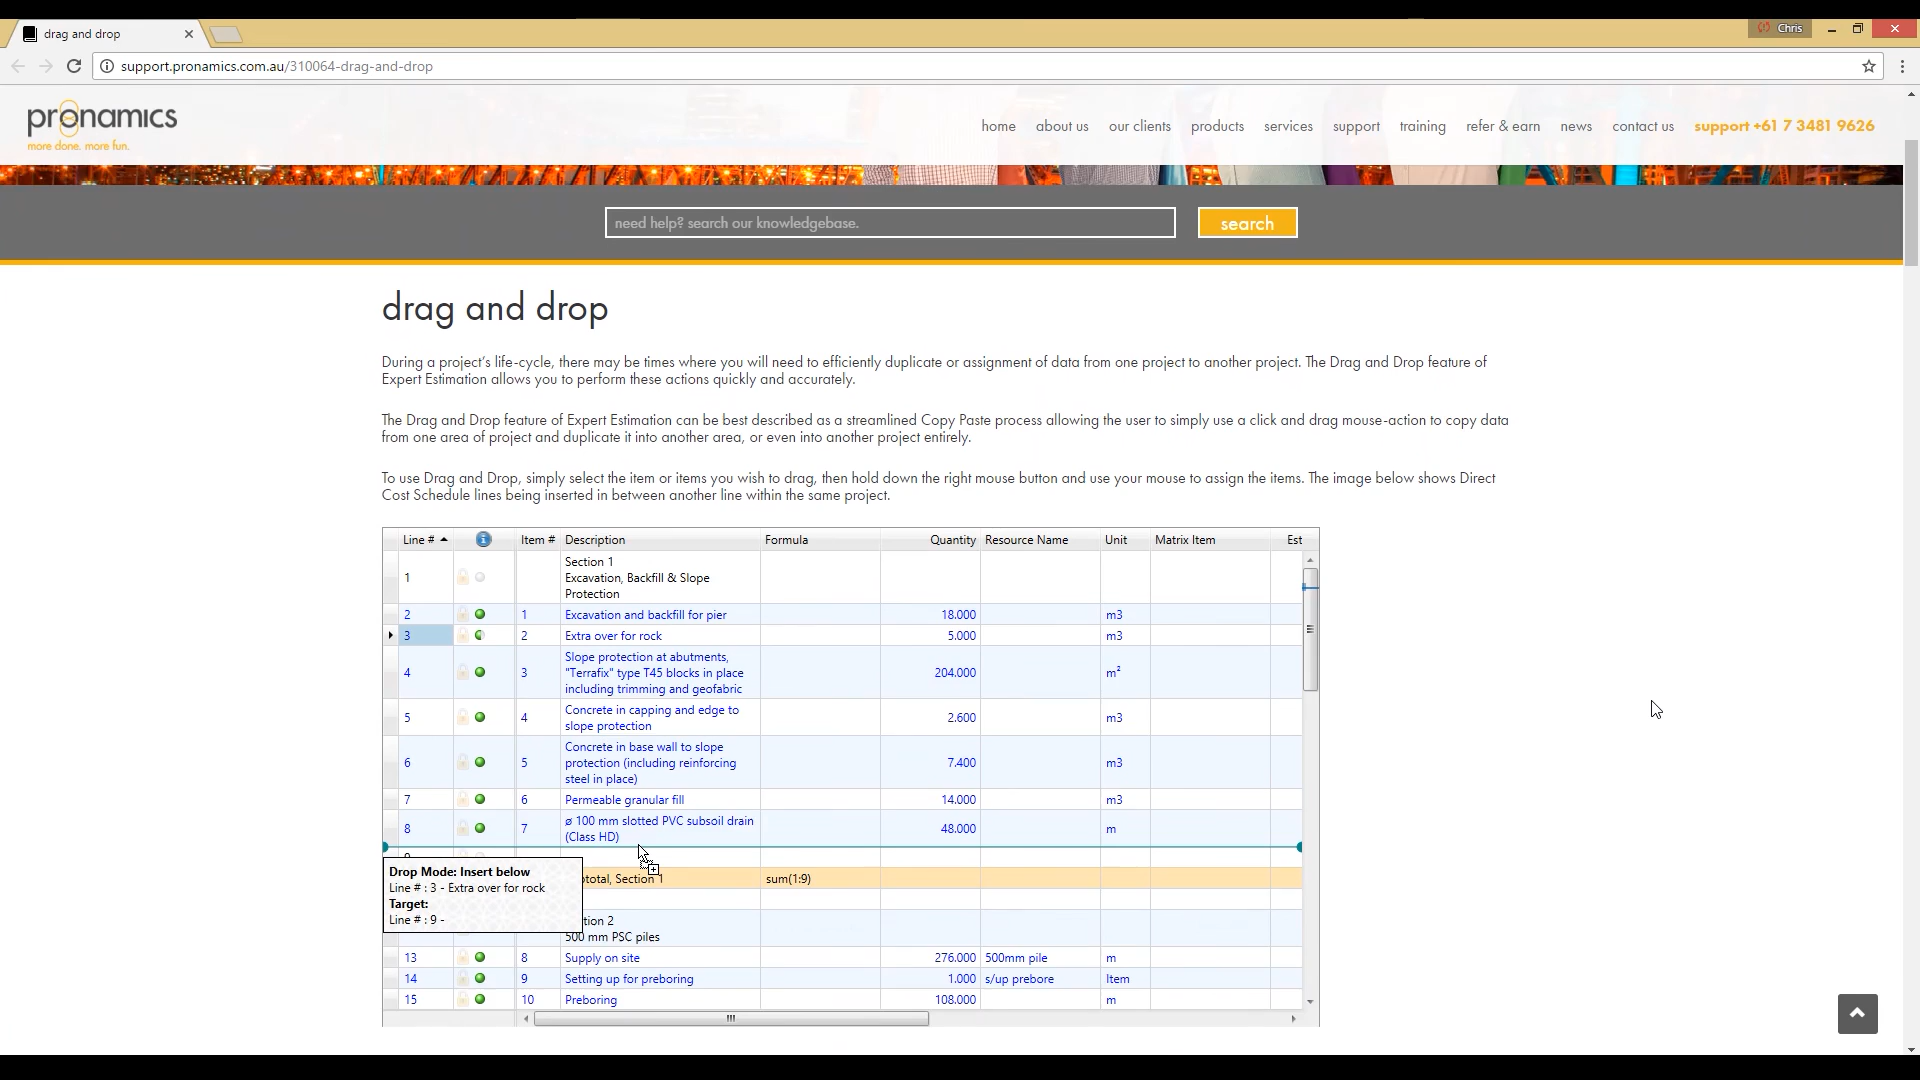 drag and drop
Chris
support.pronamics.com.au/310064-drag-and-drop
pronamics
more done. more fun.
home about us our clients products services support training refer & earn news contact us support +61 7 3481 9626
need help? search our knowledgebase. search
drag and drop
During a project's life-cycle, there may be times where you will need to efficiently duplicate or assignment of data from one project to another project. The Drag and Drop feature of
Expert Estimation allows you to perform these actions quickly and accurately.
The Drag and Drop feature of Expert Estimation can be best described as a streamlined Copy Paste process allowing the user to simply use a click and drag mouse-action to copy data
from one area of project and duplicate it into another area, or even into another project entirely.
To use Drag and Drop, simply select the item or items you wish to drag, then hold down the right mouse button and use your mouse to assign the items. The image below shows Direct
Cost Schedule lines being inserted in between another line within the same project.
Line # Item # Description Formula Quantity Resource Name Unit Matrix Item Est
Section 1
1 Excavation, Backfill & Slope
Protection
2 1 Excavation and backfill for pier 18.000 m3
3 2 Extra over for rock 5.000 m3
Slope protection at abutments,
4 3 "Terrafix" type T45 blocks in place 204.000 m²
including trimming and geofabric
5 4 Concrete in capping and edge to 2.600 m3
slope protection
Concrete in base wall to slope
6 5 protection (including reinforcing 7.400 m3
steel in place)
7 6 Permeable granular fill 14.000 m3
8 7 ø 100 mm slotted PVC subsoil drain 48.000 m
(Class HD)
Drop Mode: Insert below
ototal, Section 1 sum(1:9)
Line # : 3 - Extra over for rock
Target:
Line # : 9 -
tion 2
500 mm PSC piles
13 8 Supply on site 276.000 500mm pile m
14 9 Setting up for preboring 1.000 s/up prebore Item
15 10 Preboring 108.000 m